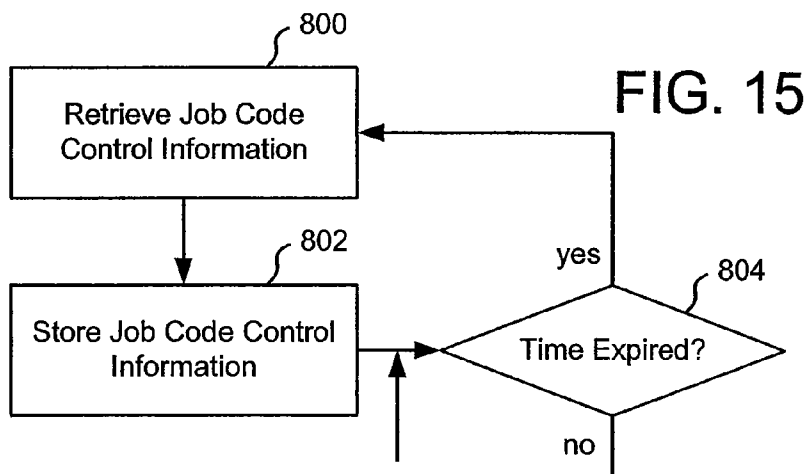 800
FIG. 15
Retrieve Job Code
Control Information
802
yes
804
Store Job Code Control
Information
Time Expired?
no